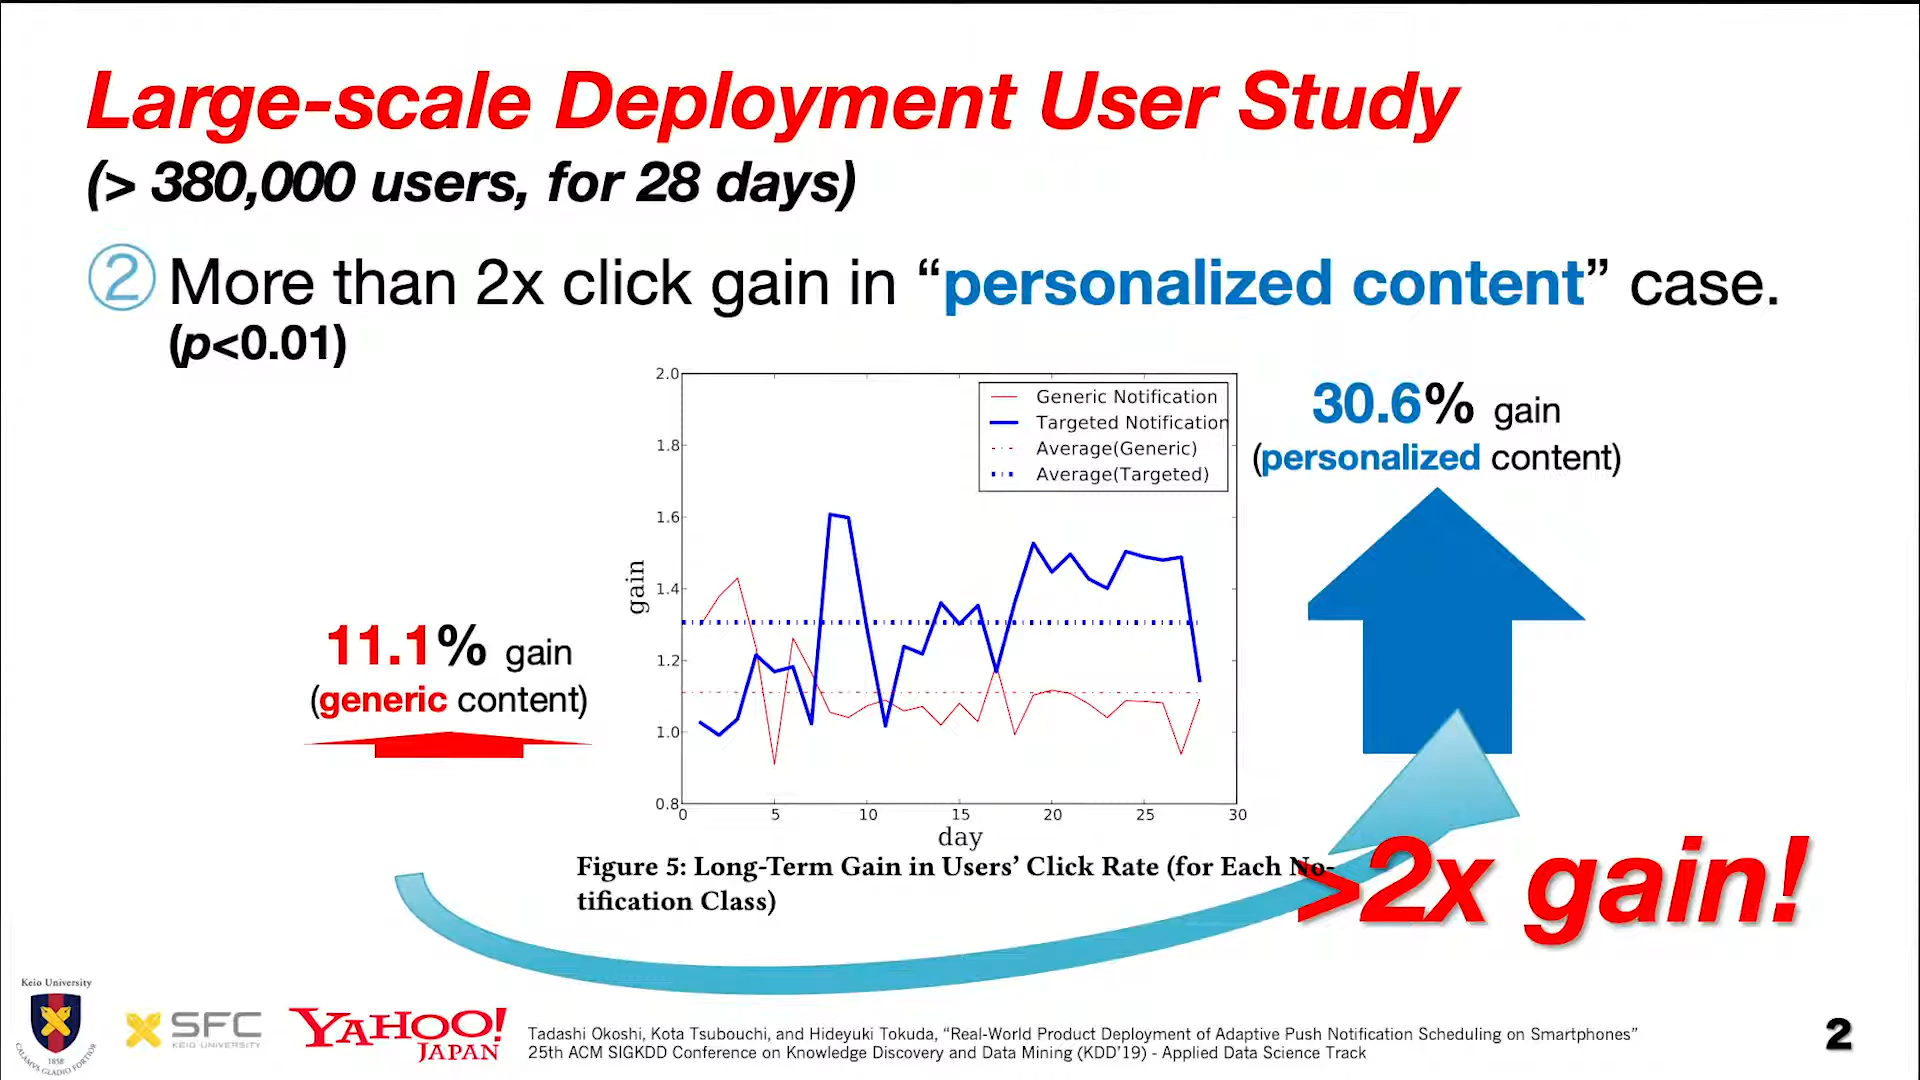 Large-scale Deployment User Study
(> 380,000 users, for 28 days)
② More than 2x click gain in “personalized content” case.
(p<0.01)
2.0
1.8
1.6
1.4
1.2
1.0
0.8
0
5
10
15
20
25
30
gain
day
Generic Notification
Targeted Notification
Average(Generic)
Average(Targeted)
11.1% gain
(generic content)
30.6% gain
(personalized content)
Figure 5: Long-Term Gain in Users’ Click Rate (for Each No-
tification Class)
>2x gain!
Keio University
1858
CALAMVS GLADIO FORTIOR
SFC
KEIO UNIVERSITY
YAHOO!
JAPAN
Tadashi Okoshi, Kota Tsubouchi, and Hideyuki Tokuda, “Real-World Product Deployment of Adaptive Push Notification Scheduling on Smartphones”
25th ACM SIGKDD Conference on Knowledge Discovery and Data Mining (KDD’19) - Applied Data Science Track
2